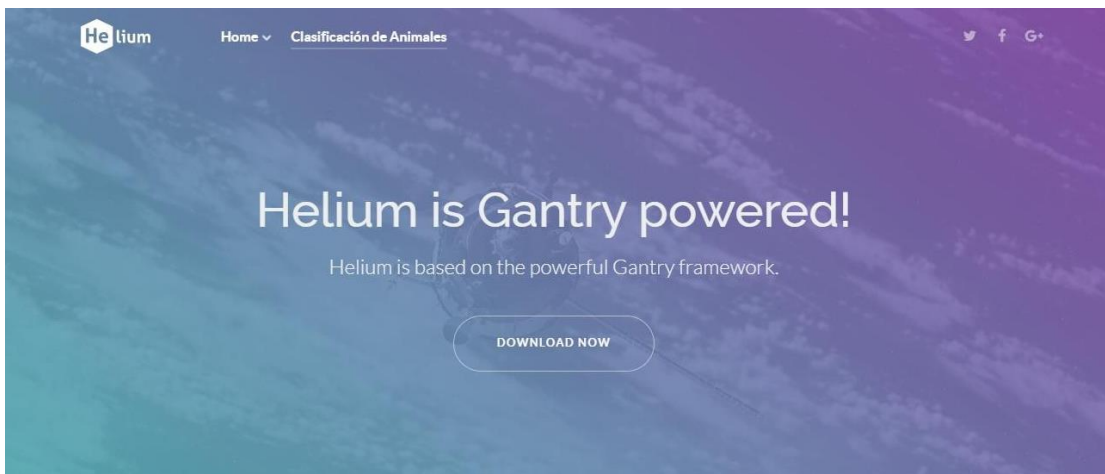 Helium
Home Clasificación de Animales
G+
Helium is Gantry powered!
Helium is based on the powerful Gantry framework.
DOWNLOAD NOW